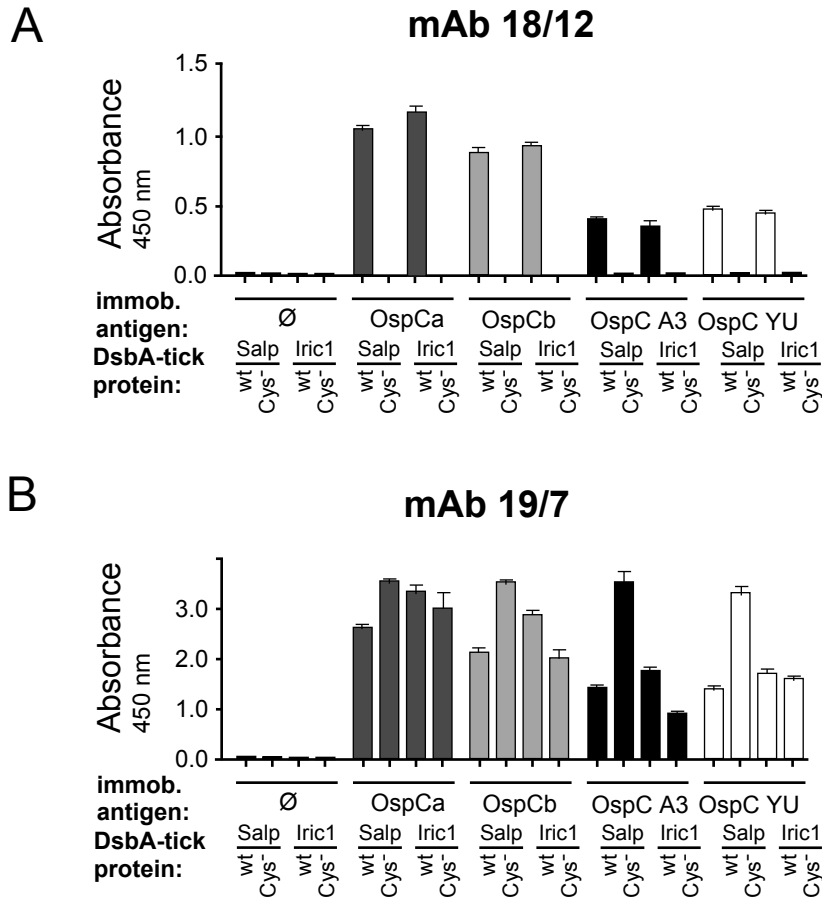 A
mAb 18/12
Absorbance
450 nm
1.5
1.0
0.5
0.0
immob.
antigen:
Ø OspCa OspCb OspC A3 OspC YU
DsbA-tick
protein:
Salp Iric1 Salp Iric1 Salp Iric1 Salp Iric1 Salp Iric1
wt Cys⁻ wt Cys⁻ wt Cys⁻ wt Cys⁻ wt Cys⁻ wt Cys⁻ wt Cys⁻ wt Cys⁻ wt Cys⁻ wt Cys⁻
B
mAb 19/7
Absorbance
450 nm
3.0
2.0
1.0
0.0
immob.
antigen:
Ø OspCa OspCb OspC A3 OspC YU
DsbA-tick
protein:
Salp Iric1 Salp Iric1 Salp Iric1 Salp Iric1 Salp Iric1
wt Cys⁻ wt Cys⁻ wt Cys⁻ wt Cys⁻ wt Cys⁻ wt Cys⁻ wt Cys⁻ wt Cys⁻ wt Cys⁻ wt Cys⁻